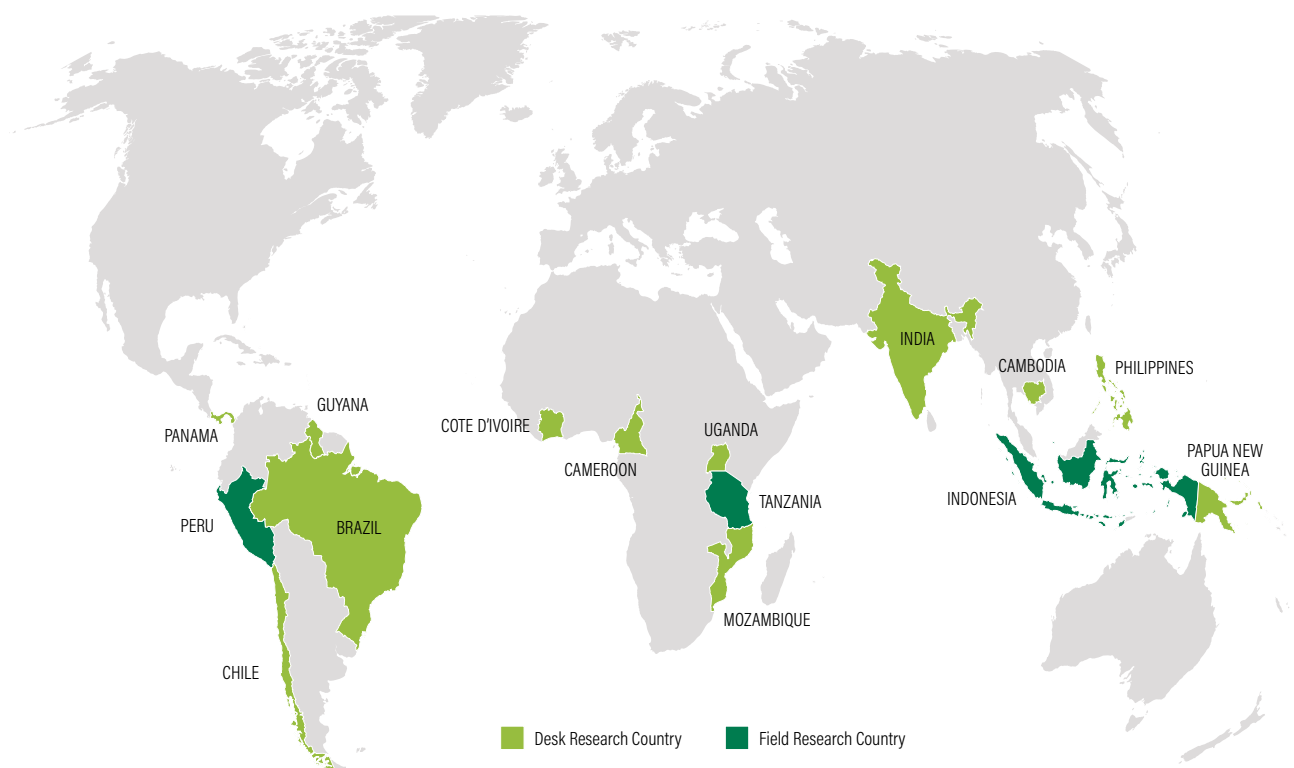 INDIA
CAMBODIA
PHILIPPINES
GUYANA
PANAMA
COTE D'IVOIRE
UGANDA
CAMEROON
PAPUA NEW
GUINEA
INDONESIA
TANZANIA
PERU
BRAZIL
MOZAMBIQUE
CHILE
Desk Research Country
Field Research Country